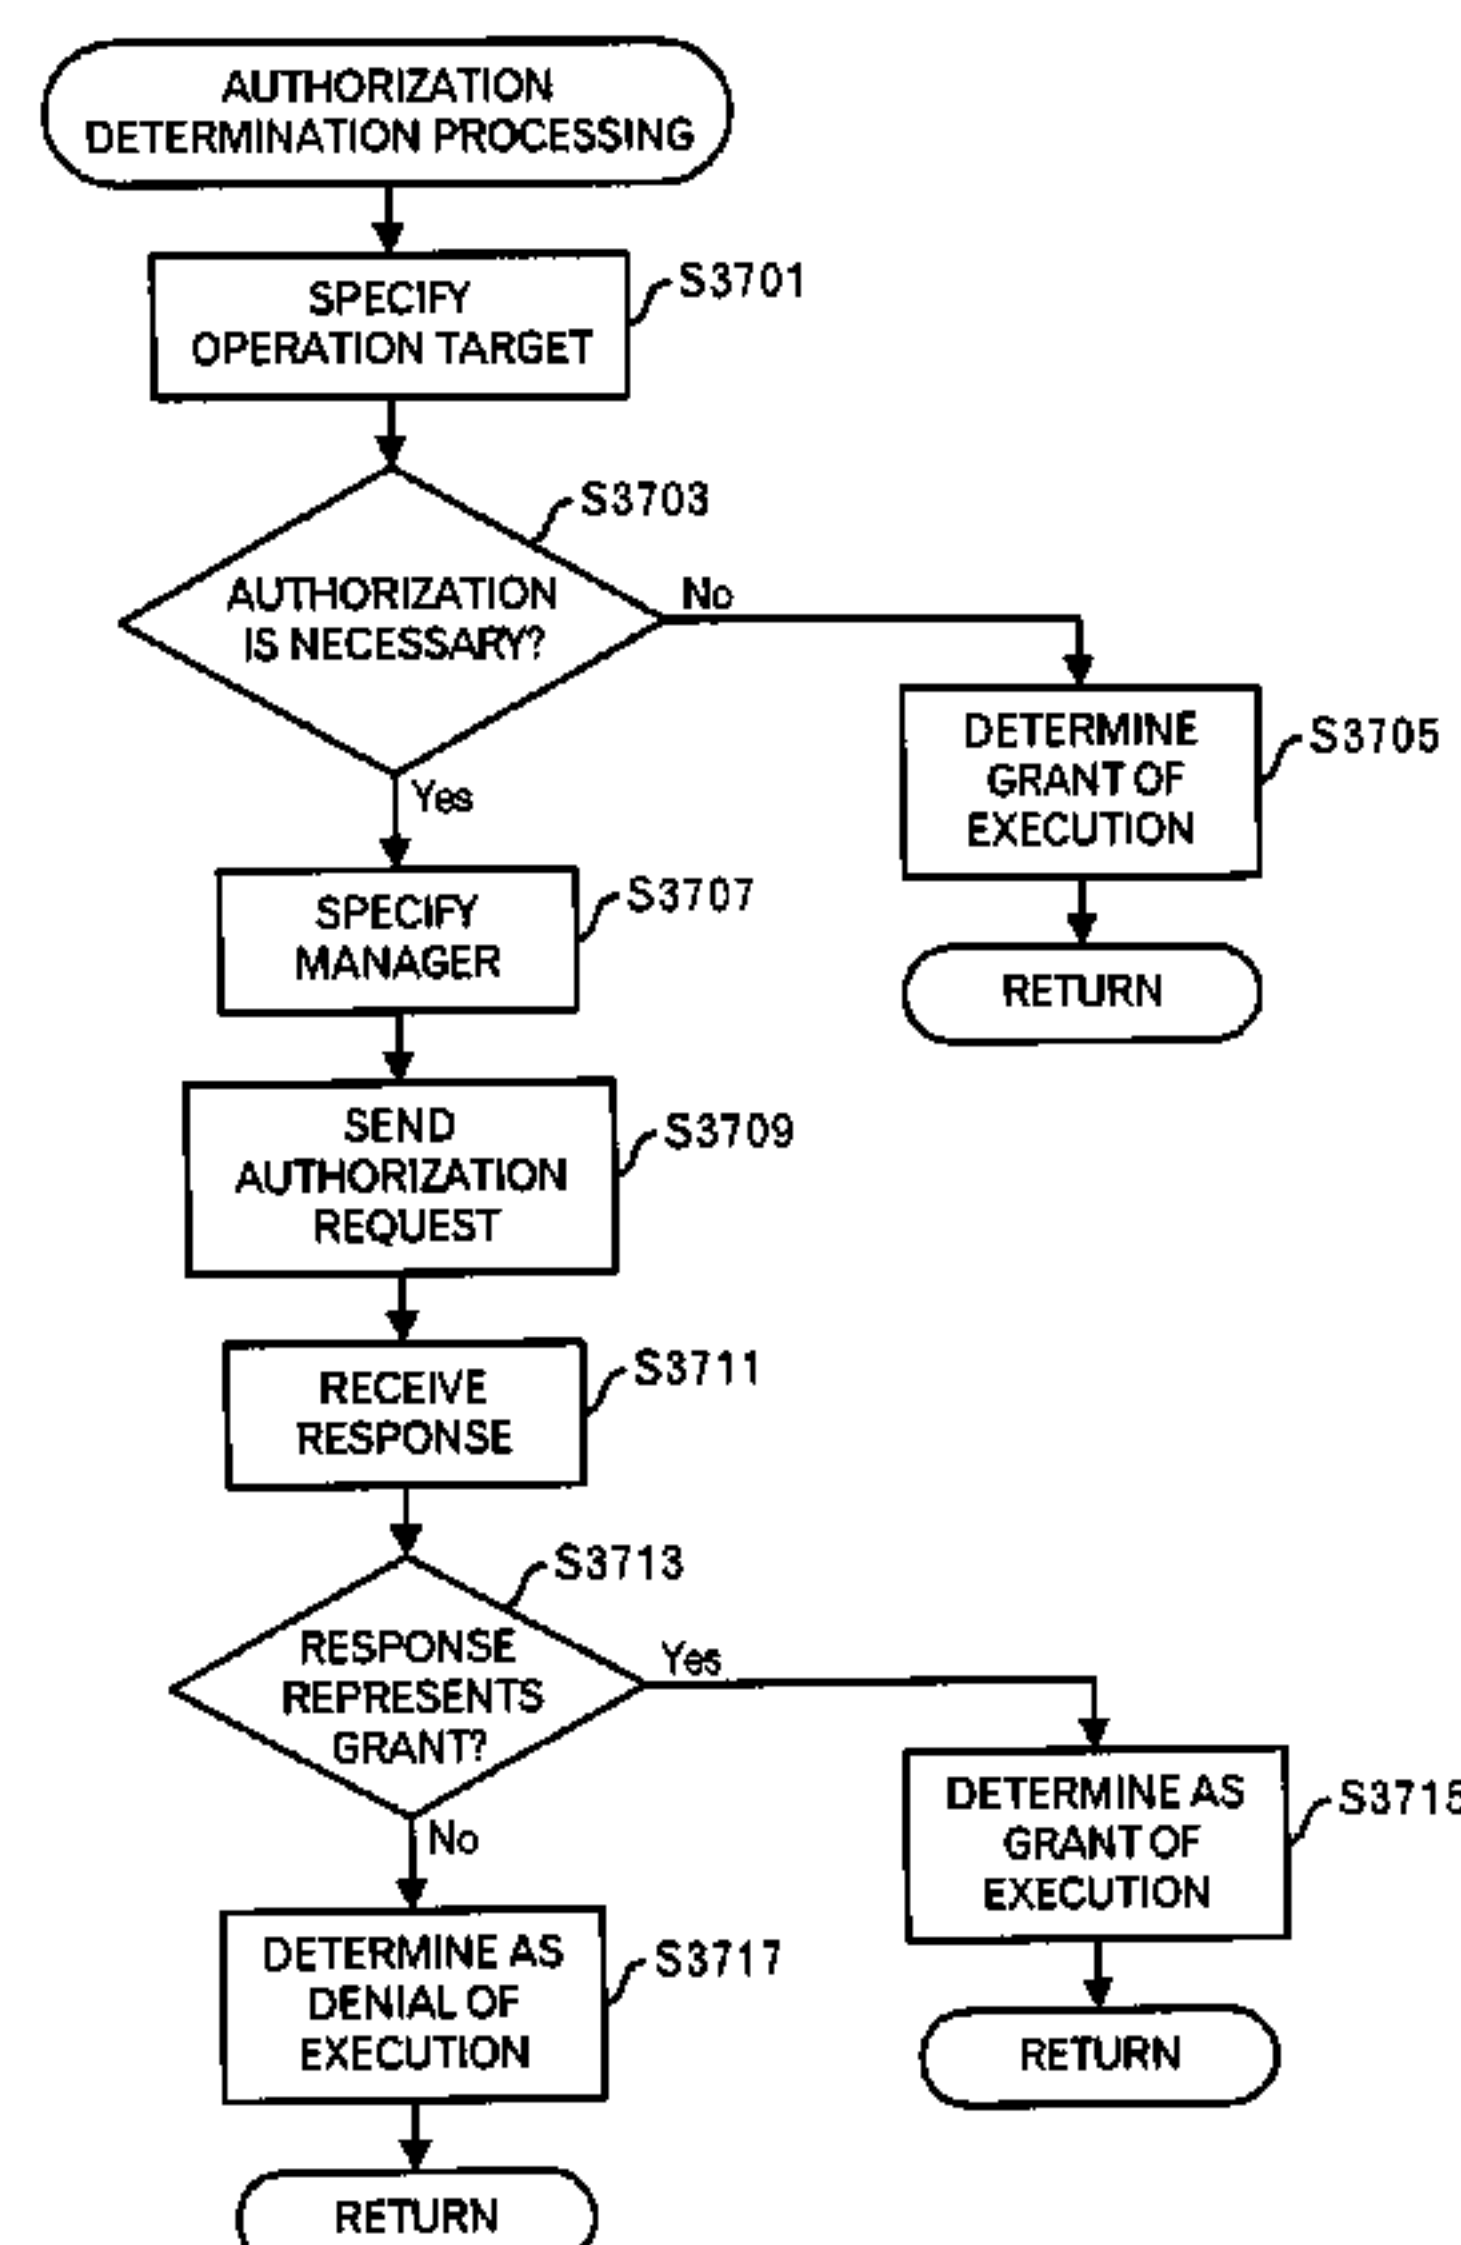 AUTHORIZATION
DETERMINATION PROCESSING
SPECIFY
OPERATION TARGET
S3701
S3703
AUTHORIZATION
IS NECESSARY?
No
Yes
DETERMINE
GRANT OF
EXECUTION
S3705
RETURN
SPECIFY
MANAGER
S3707
SEND
AUTHORIZATION
REQUEST
S3709
RECEIVE
RESPONSE
S3711
S3713
RESPONSE
REPRESENTS
GRANT?
Yes
No
DETERMINE AS
GRANT OF
EXECUTION
S3715
RETURN
DETERMINE AS
DENIAL OF
EXECUTION
S3717
RETURN